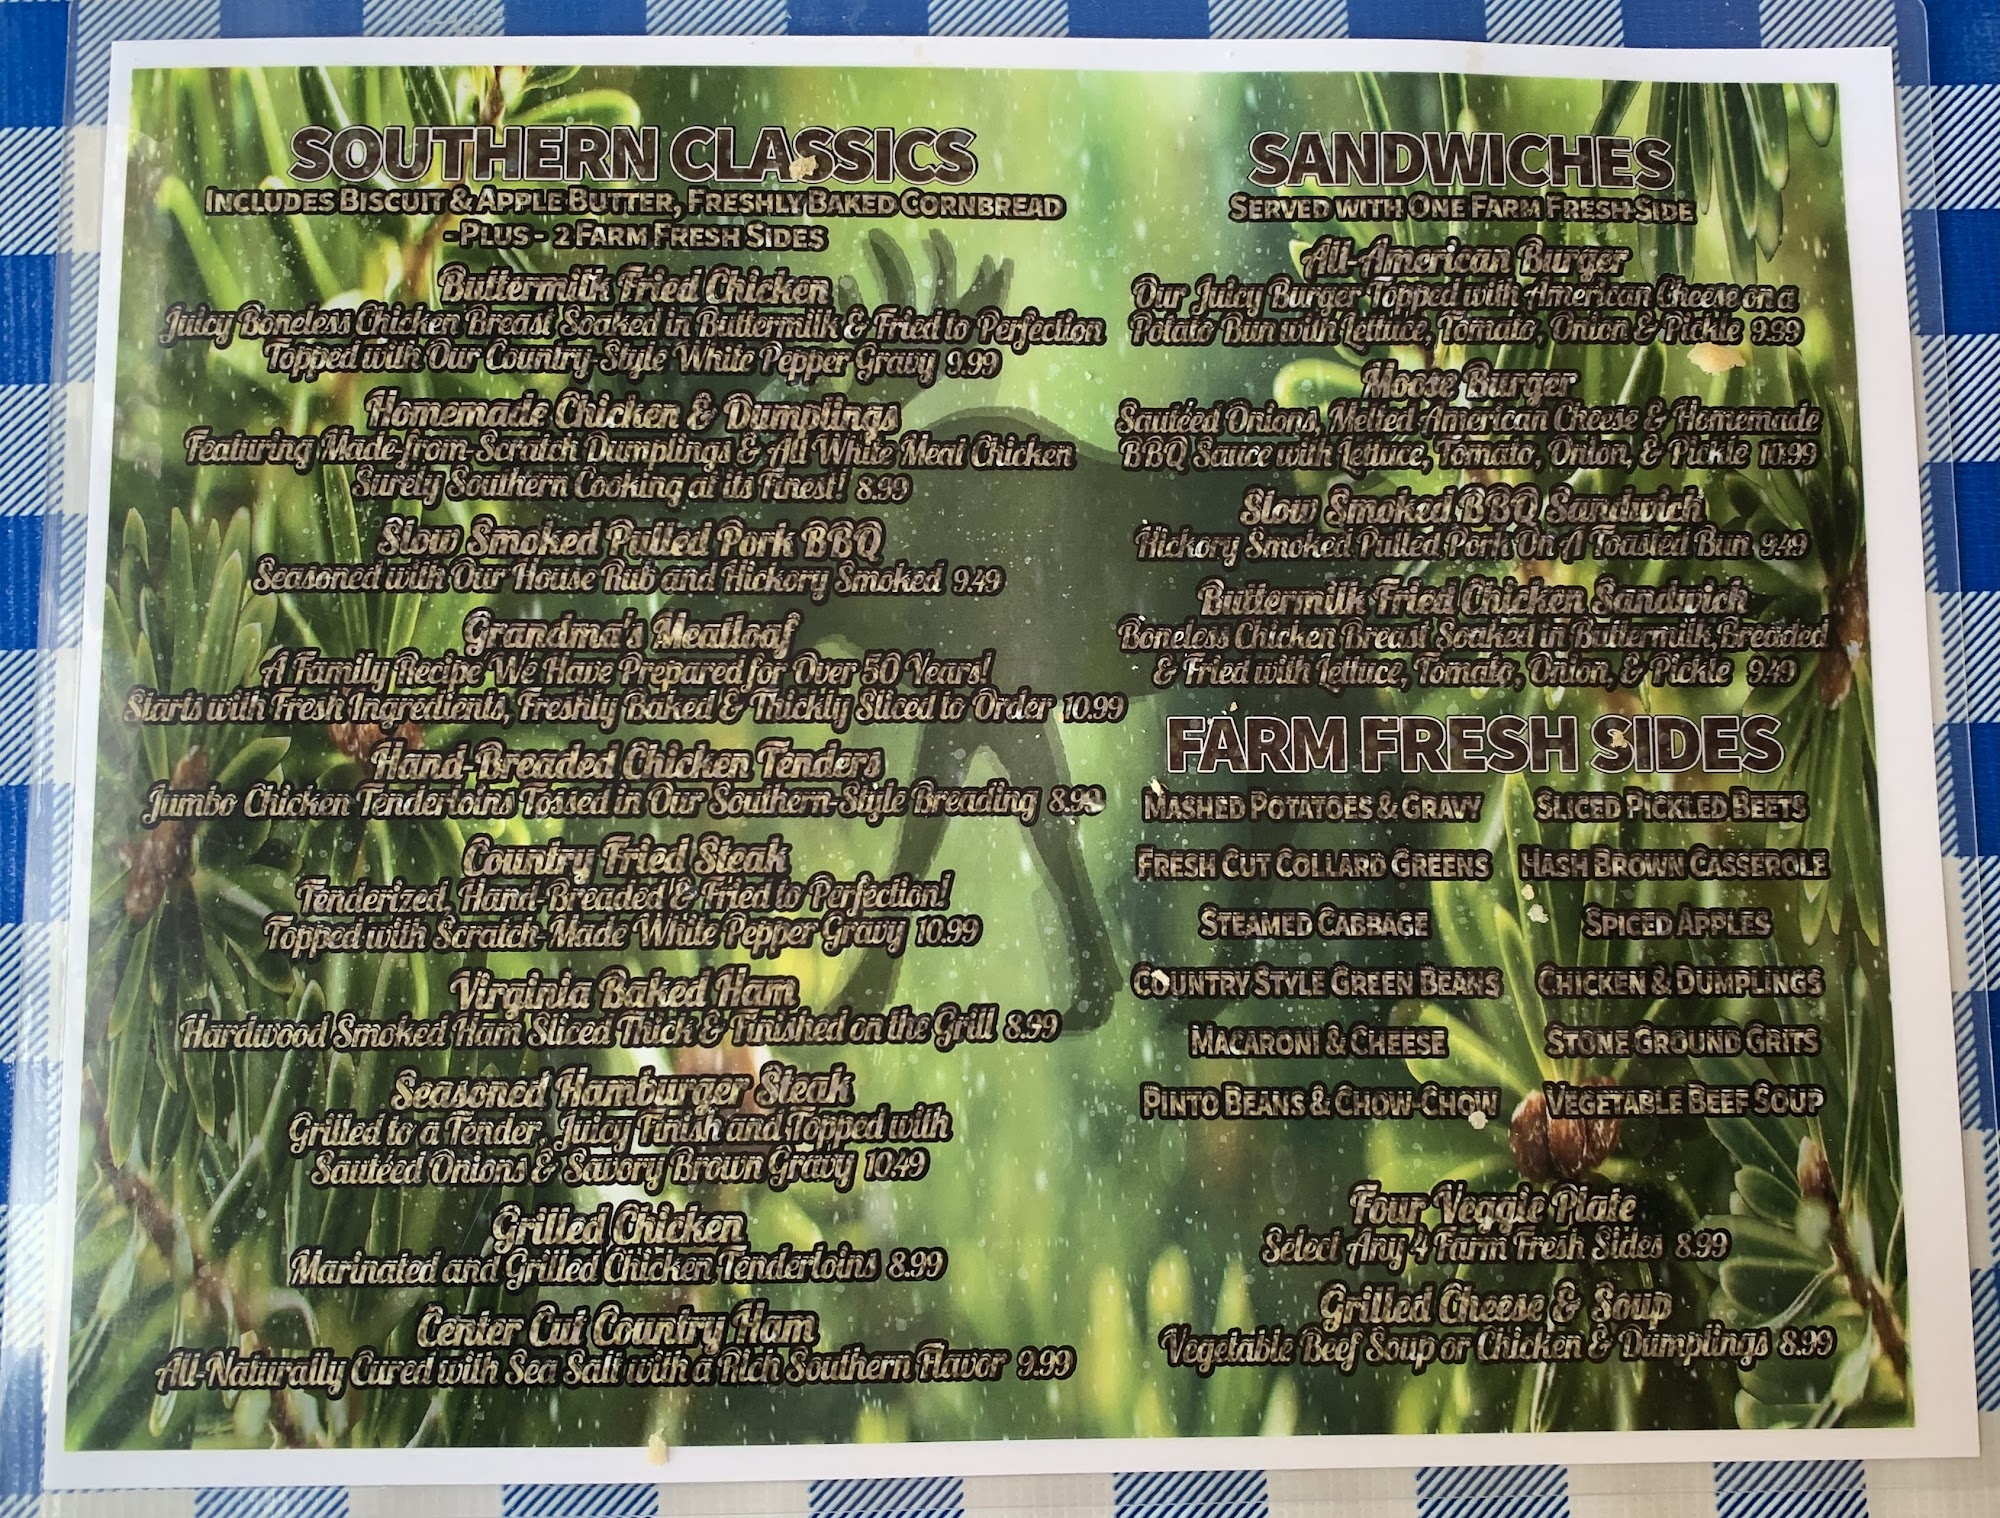 SOUTHERN CLASSICS
INCLUDES BISCUIT & APPLE BUTTER, FRESHLY BAKED CORNBREAD
-PLUS- 2 FARM FRESH SIDES
Buttermilk Fried Chicken
Juicy Boneless Chicken Breast Soaked in Buttermilk & Fried to Perfection
Topped with Our Country-Style White Pepper Gravy 9.99
Homemade Chicken & Dumplings
Featuring Made-from-Scratch Dumplings & All White Meat Chicken
Surely Southern Cooking at its Finest! 8.99
Slow Smoked Pulled Pork BBQ
Seasoned with Our House Rub and Hickory Smoked 9.49
Grandma's Meatloaf
A Family Recipe We Have Prepared for Over 50 Years!
Starts with Fresh Ingredients, Freshly Baked & Thickly Sliced to Order 10.99
Hand-Breaded Chicken Tenders
Jumbo Chicken Tenderloins Tossed in Our Southern-Style Breading 8.99
Country Fried Steak
Tenderized, Hand-Breaded & Fried to Perfection!
Topped with Scratch-Made White Pepper Gravy 10.99
Virginia Baked Ham
Hardwood Smoked Ham Sliced Thick & Finished on the Grill 8.99
Seasoned Hamburger Steak
Grilled to a Tender, Juicy Finish and Topped with
Sautéed Onions & Savory Brown Gravy 10.49
Grilled Chicken
Marinated and Grilled Chicken Tenderloins 8.99
Center Cut Country Ham
All-Naturally Cured with Sea Salt with a Rich Southern Flavor 9.99
SANDWICHES
SERVED WITH ONE FARM FRESH SIDE
All-American Burger
Our Juicy Burger Topped with American Cheese on a
Potato Bun with Lettuce, Tomato, Onion & Pickle 9.99
Moose Burger
Sautéed Onions, Melted American Cheese & Homemade
BBQ Sauce with Lettuce, Tomato, Onion, & Pickle 10.99
Slow Smoked BBQ Sandwich
Hickory Smoked Pulled Pork On A Toasted Bun 9.49
Buttermilk Fried Chicken Sandwich
Boneless Chicken Breast Soaked in Buttermilk, Breaded
& Fried with Lettuce, Tomato, Onion, & Pickle 9.49
FARM FRESH SIDES
MASHED POTATOES & GRAVY SLICED PICKLED BEETS
FRESH CUT COLLARD GREENS HASH BROWN CASSEROLE
STEAMED CABBAGE SPICED APPLES
COUNTRY STYLE GREEN BEANS CHICKEN & DUMPLINGS
MACARONI & CHEESE STONE GROUND GRITS
PINTO BEANS & CHOW-CHOW VEGETABLE BEEF SOUP
Four Veggie Plate
Select Any 4 Farm Fresh Sides 8.99
Grilled Cheese & Soup
Vegetable Beef Soup or Chicken & Dumplings 8.99